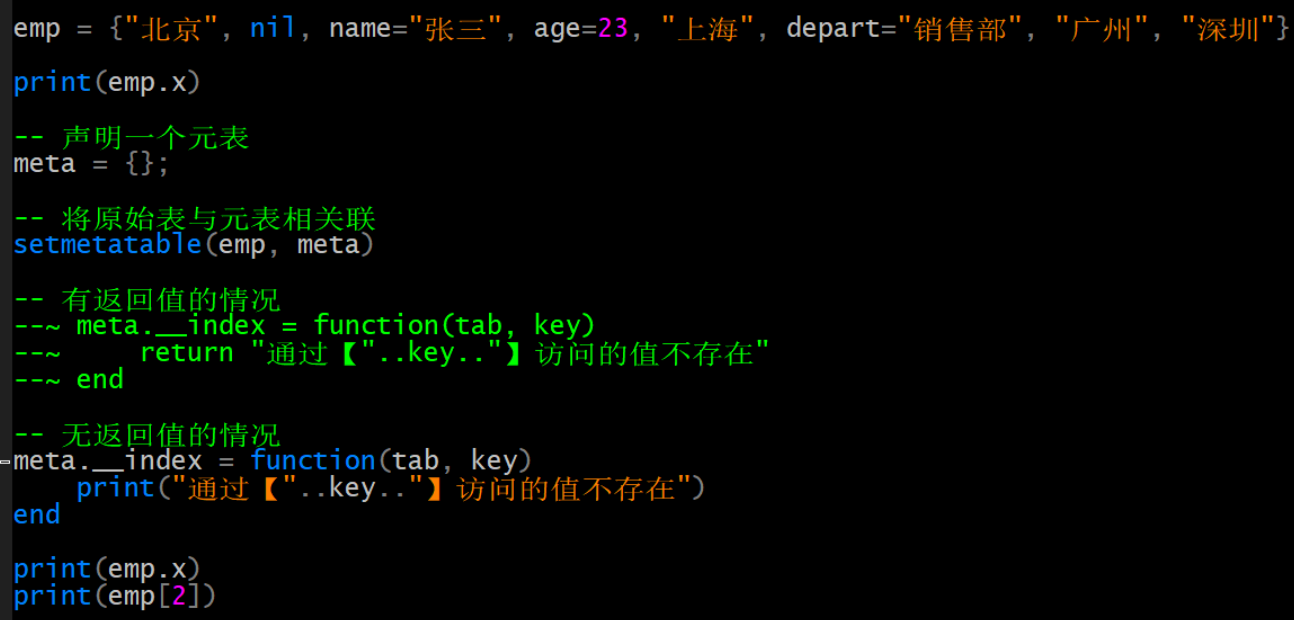 emp = {"北京", nil, name="张三", age=23, "上海", depart="销售部", "广州", "深圳"}
print(emp.x)
-- 声明一个元表
meta = {};
-- 将原始表与元表相关联
setmetatable(emp, meta)
-- 有返回值的情况
--~ meta.__index = function(tab, key)
--~     return "通过【"..key.."】访问的值不存在"
--~ end
-- 无返回值的情况
meta.__index = function(tab, key)
    print("通过【"..key.."】访问的值不存在")
end
print(emp.x)
print(emp[2])